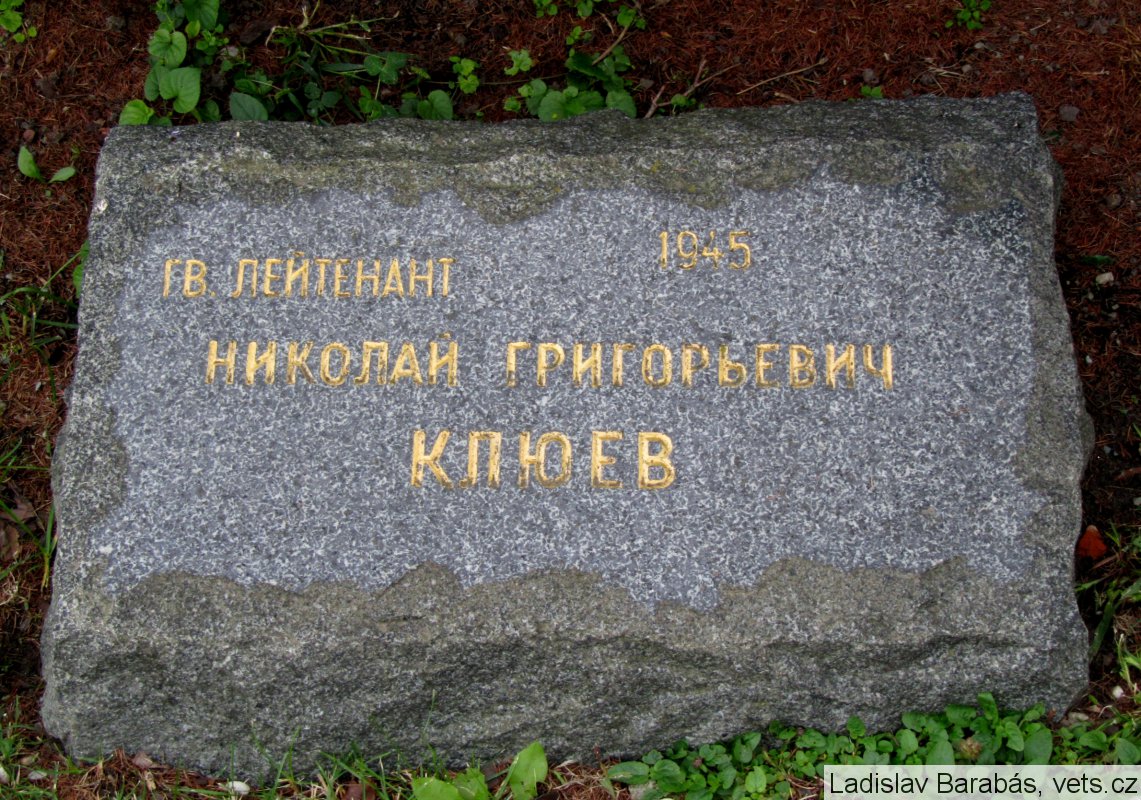 ГВ. ЛЕЙТЕНАНТ 1945
НИКОЛАЙ ГРИГОРЬЕВИЧ
КЛЮЕВ
Ladislav Barabás, vets.cz